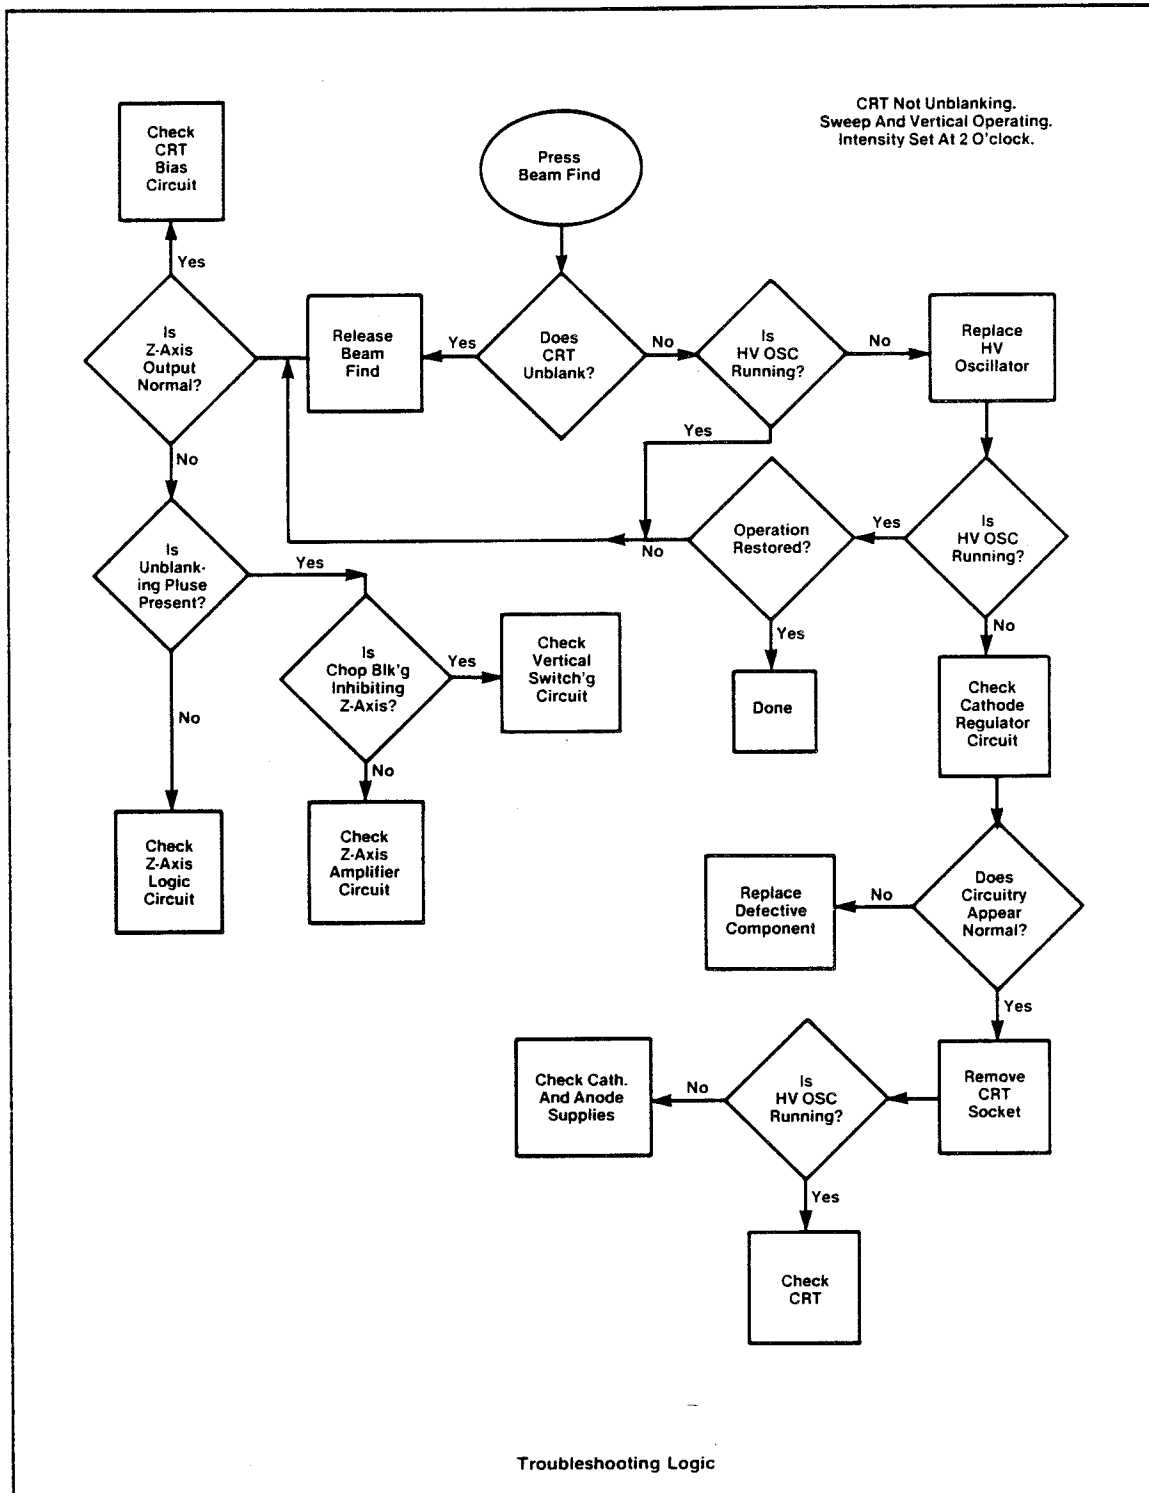 CRT Not Unblanking.
Sweep And Vertical Operating.
Intensity Set At 2 O'clock.
Check
CRT
Bias
Circuit
Press
Beam Find
Yes
Is
Z-Axis
Output
Normal?
Release
Beam
Find
Yes
Does
CRT
Unblank?
No
Is
HV OSC
Running?
No
Replace
HV
Oscillator
Yes
No
Is
Unblank-
ing Pluse
Present?
Yes
No
Operation
Restored?
Yes
Is
HV OSC
Running?
No
Yes
No
Is
Chop Blk'g
Inhibiting
Z-Axis?
Yes
Check
Vertical
Switch'g
Circuit
Done
Check
Cathode
Regulator
Circuit
No
Check
Z-Axis
Logic
Circuit
Check
Z-Axis
Amplifier
Circuit
Replace
Defective
Component
No
Does
Circuitry
Appear
Normal?
Yes
Check Cath.
And Anode
Supplies
No
Is
HV OSC
Running?
Remove
CRT
Socket
Yes
Check
CRT
Troubleshooting Logic